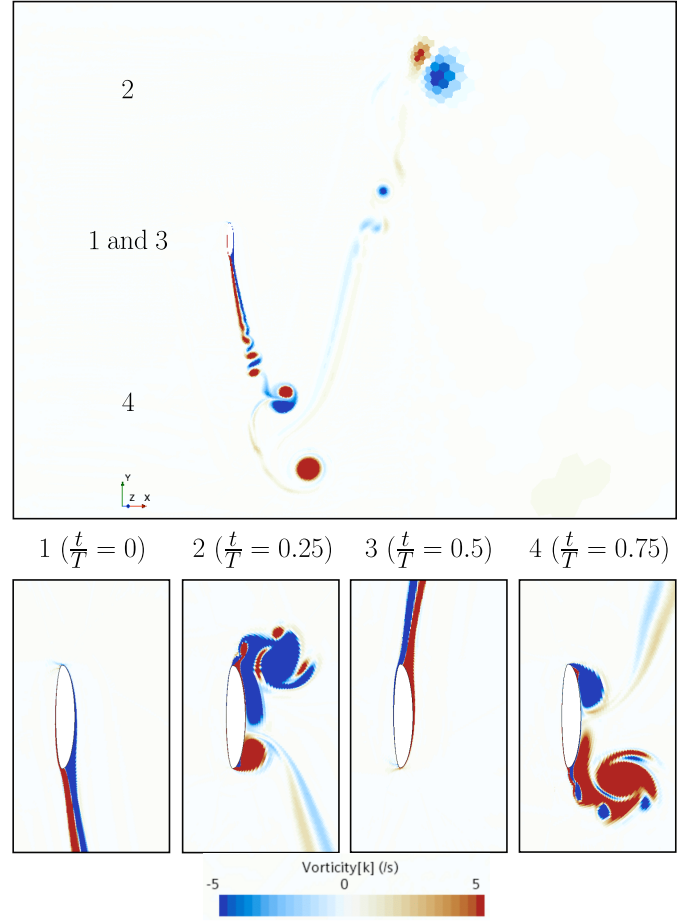 2
1 and 3
4
Y
Z X
1 (t/T = 0) 2 (t/T = 0.25) 3 (t/T = 0.5) 4 (t/T = 0.75)
Vorticity[k] (/s)
-5 0 5